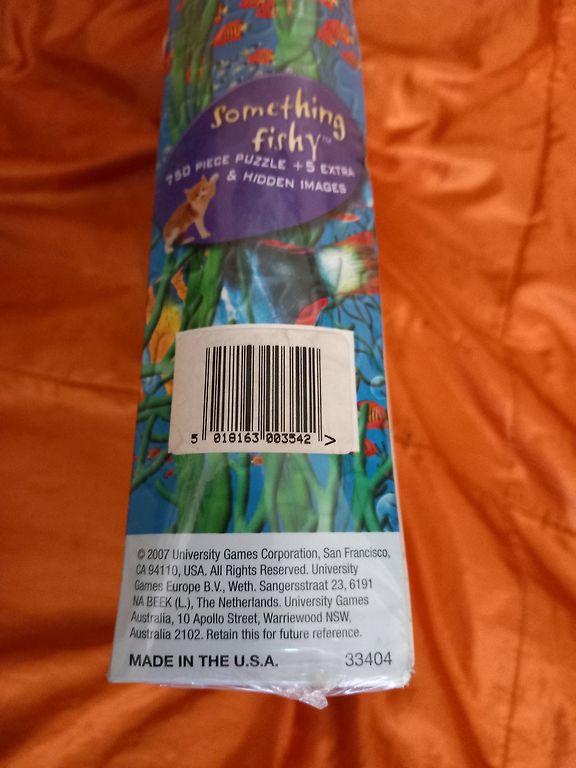 something
fishy™
750 PIECE PUZZLE + 5 EXTRA
& HIDDEN IMAGES
5 018163 003542 >
© 2007 University Games Corporation, San Francisco,
CA 94110, USA. All Rights Reserved. University
Games Europe B.V., Weth. Sangersstraat 23, 6191
NA BEEK (L.), The Netherlands. University Games
Australia, 10 Apollo Street, Warriewood NSW,
Australia 2102. Retain this for future reference.
MADE IN THE U.S.A. 33404